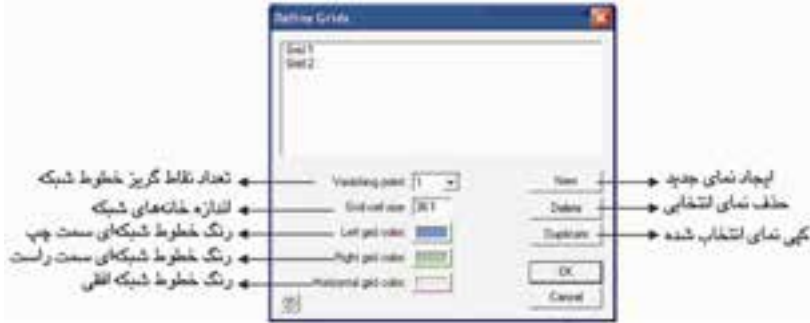 Define Grids
Grid 1
Grid 2
تعداد نقاط گریز خطوط شبکه
Vanishing point: 1
New
ایجاد نمای جدید
اندازه خانه‌های شبکه
Grid cell size:
Delete
حذف نمای انتخابی
رنگ خطوط شبکه‌ای سمت چپ
Left grid color:
Duplicate
کپی نمای انتخاب شده
رنگ خطوط شبکه‌ای سمت راست
Right grid color:
رنگ خطوط شبکه افقی
Horizontal grid color:
OK
Cancel